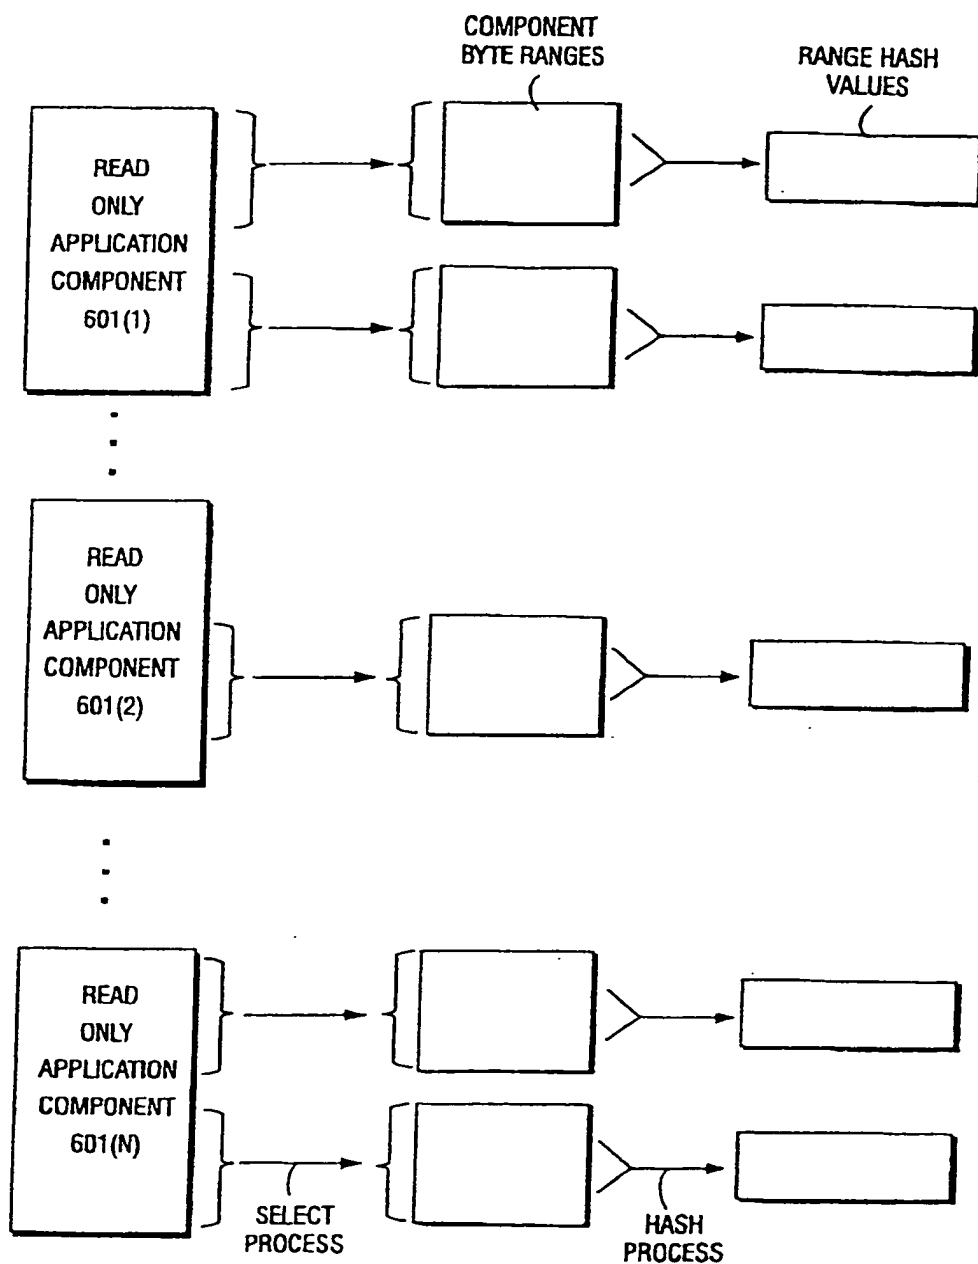 COMPONENT
BYTE RANGES
RANGE HASH
VALUES
READ
ONLY
APPLICATION
COMPONENT
601(1)
READ
ONLY
APPLICATION
COMPONENT
601(2)
READ
ONLY
APPLICATION
COMPONENT
601(N)
SELECT
PROCESS
HASH
PROCESS